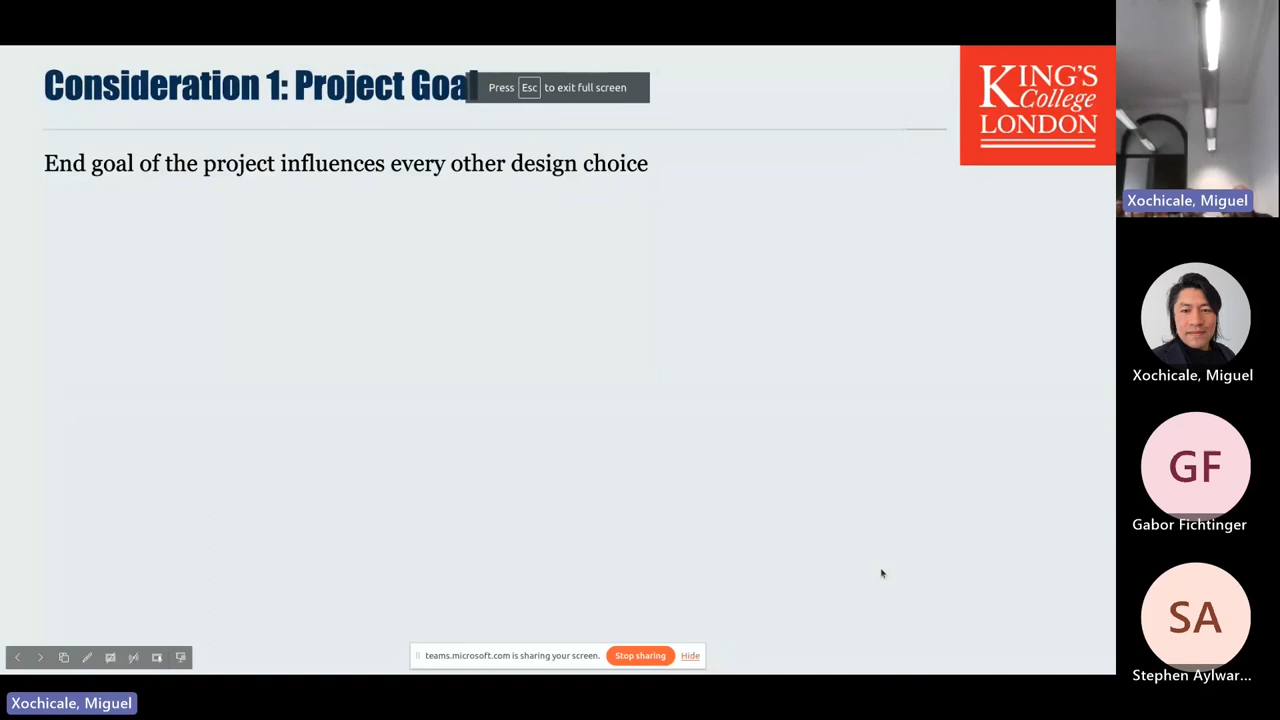 Consideration 1: Project Goal
Press Esc to exit full screen
KING'S
College
LONDON
End goal of the project influences every other design choice
Xochicale, Miguel
Xochicale, Miguel
GF
Gabor Fichtinger
SA
Stephen Aylwar...
teams.microsoft.com is sharing your screen.
Stop sharing
Hide
Xochicale, Miguel